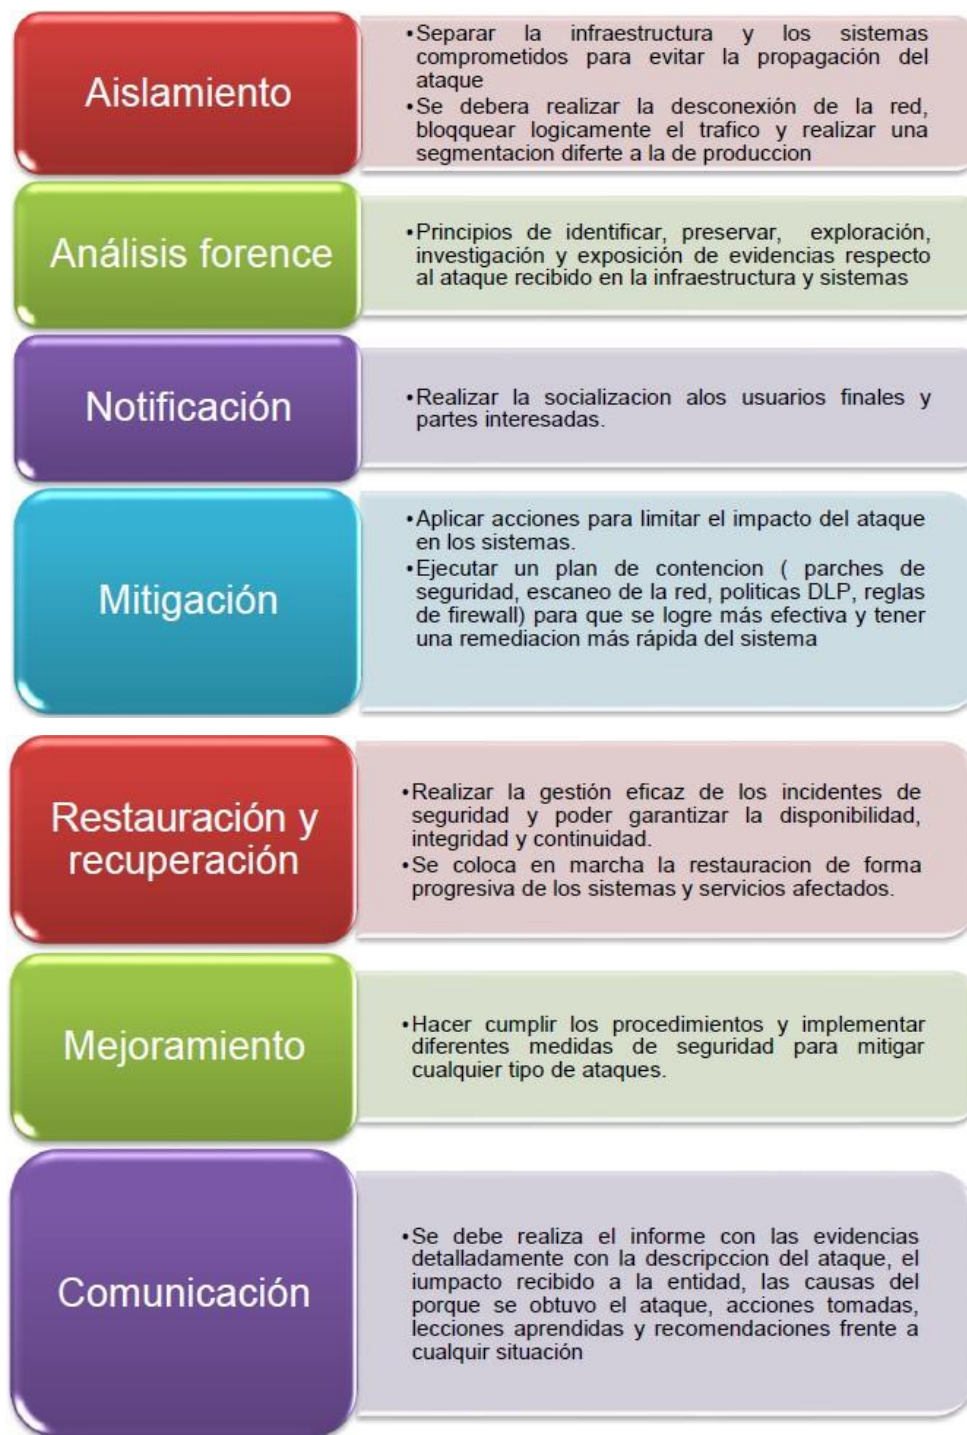 Aislamiento
•Separar la infraestructura y los sistemas
comprometidos para evitar la propagación del
ataque
•Se debera realizar la desconexión de la red,
bloqquear logicamente el trafico y realizar una
segmentacion diferte a la de produccion
Análisis forence
•Principios de identificar, preservar, exploración,
investigación y exposición de evidencias respecto
al ataque recibido en la infraestructura y sistemas
Notificación
•Realizar la socializacion alos usuarios finales y
partes interesadas.
Mitigación
•Aplicar acciones para limitar el impacto del ataque
en los sistemas.
•Ejecutar un plan de contencion ( parches de
seguridad, escaneo de la red, politicas DLP, reglas
de firewall) para que se logre más efectiva y tener
una remediacion más rápida del sistema
Restauración y
recuperación
•Realizar la gestión eficaz de los incidentes de
seguridad y poder garantizar la disponibilidad,
integridad y continuidad.
•Se coloca en marcha la restauracion de forma
progresiva de los sistemas y servicios afectados.
Mejoramiento
•Hacer cumplir los procedimientos y implementar
diferentes medidas de seguridad para mitigar
cualquier tipo de ataques.
Comunicación
•Se debe realiza el informe con las evidencias
detalladamente con la descripccion del ataque, el
iumpacto recibido a la entidad, las causas del
porque se obtuvo el ataque, acciones tomadas,
lecciones aprendidas y recomendaciones frente a
cualquir situación